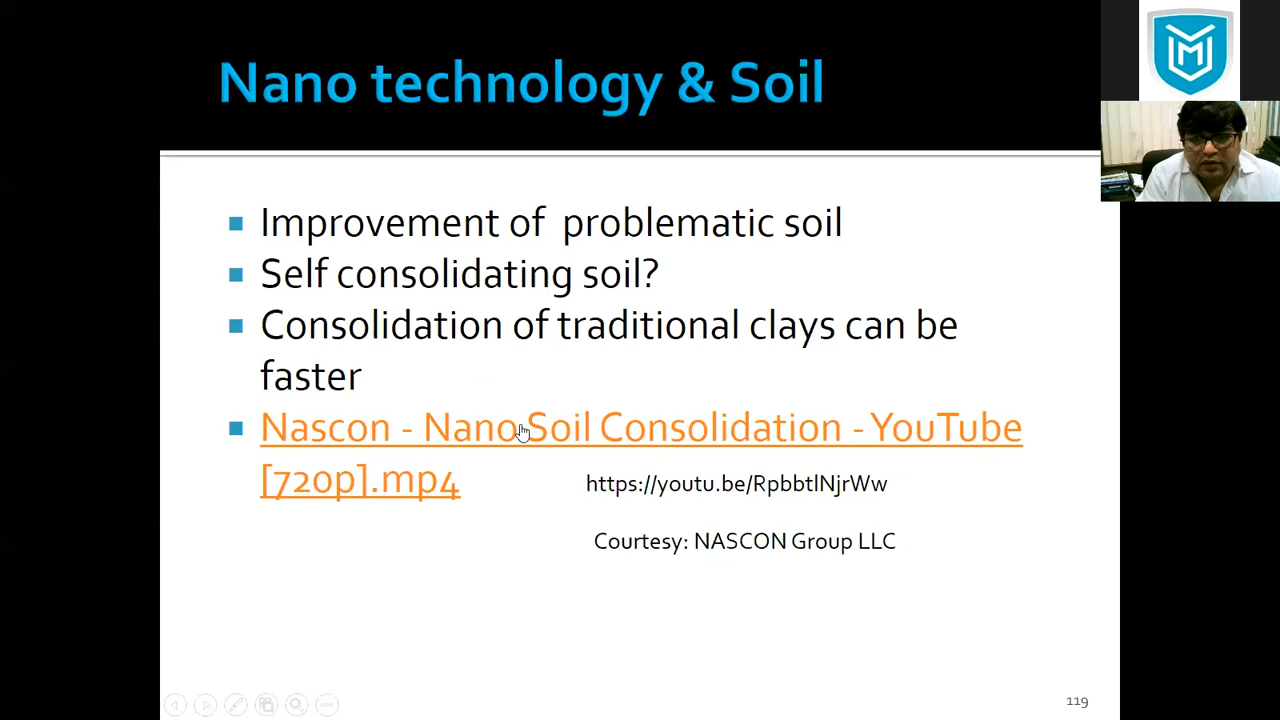 Nano technology & Soil
Improvement of problematic soil
Self consolidating soil?
Consolidation of traditional clays can be
faster
Nascon - Nano Soil Consolidation - YouTube
[720p].mp4
https://youtu.be/RpbbtlNjrWw
Courtesy: NASCON Group LLC
119